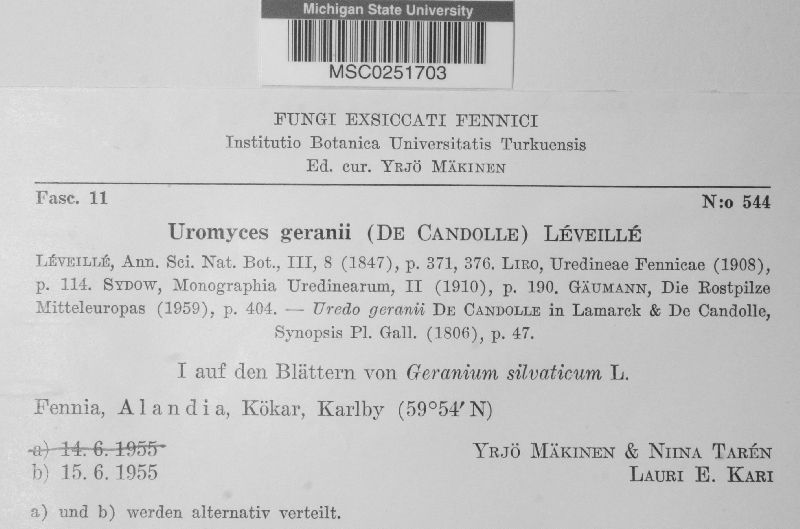 Michigan State University
MSC0251703
FUNGI EXSICCATI FENNICI
Institutio Botanica Universitatis Turkuensis
Ed. cur. YRJÖ MÄKINEN
Fasc. 11 N:o 544
Uromyces geranii (DE CANDOLLE) LÉVEILLÉ
LÉVEILLÉ, Ann. Sci. Nat. Bot., III, 8 (1847), p. 371, 376. LIRO, Uredineae Fennicae (1908),
p. 114. SYDOW, Monographia Uredinearum, II (1910), p. 190. GÄUMANN, Die Rostpilze
Mitteleuropas (1959), p. 404. — Uredo geranii DE CANDOLLE in Lamarck & De Candolle,
Synopsis Pl. Gall. (1806), p. 47.
I auf den Blättern von Geranium silvaticum L.
Fennia, Alandia, Kökar, Karlby (59°54′ N)
a) 14. 6. 1955 YRJÖ MÄKINEN & NIINA TARÉN
b) 15. 6. 1955 LAURI E. KARI
a) und b) werden alternativ verteilt.